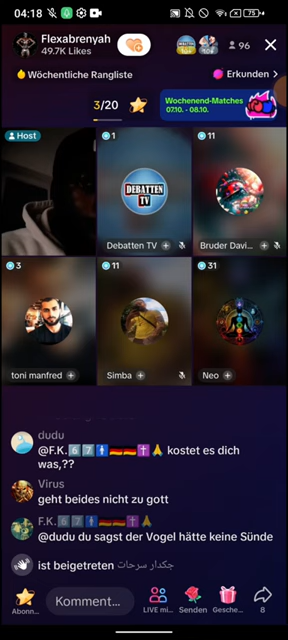 04:18
75
Flexabrenyah
49.7K Likes
96
Wöchentliche Rangliste
Erkunden
3/20
Wochenend-Matches
07.10. - 08.10.
Host
1
11
DEBATTEN
TV
Debatten TV
Bruder Davi...
3
11
31
toni manfred
Simba
Neo
dudu
@F.K.6️⃣7️⃣🚹🇩🇪🇩🇪✝️🙏 kostet es dich
was,??
Virus
geht beides nicht zu gott
F.K.6️⃣7️⃣🚹🇩🇪🇩🇪✝️🙏
@dudu du sagst der Vogel hätte keine Sünde
جكدار سرحات ist beigetreten
Kommentar...
Abonn...
LIVE mi...
Senden
Gesche...
8